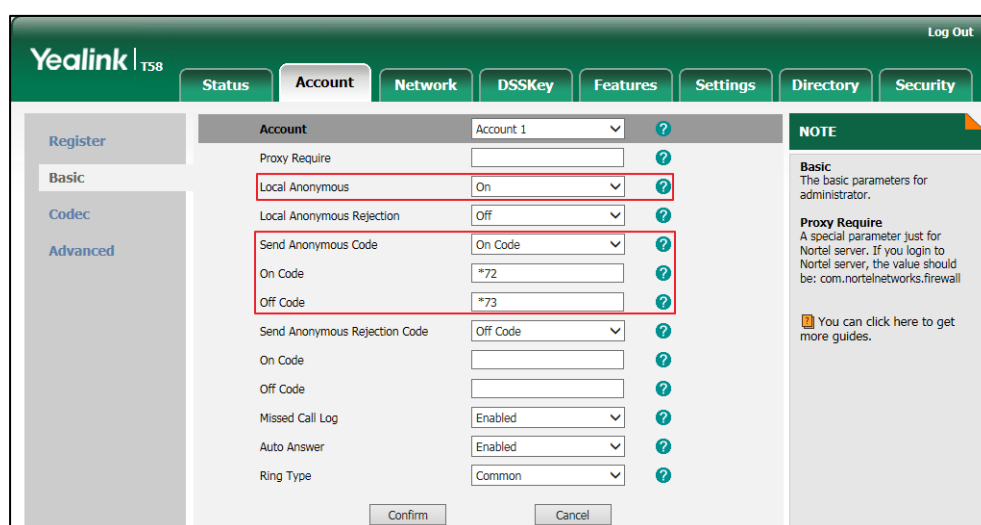 Log Out
Yealink | T58
Status Account Network DSSKey Features Settings Directory Security
Register
Basic
Codec
Advanced
Account Account 1 ?
Proxy Require ?
Local Anonymous On ?
Local Anonymous Rejection Off ?
Send Anonymous Code On Code ?
On Code *72 ?
Off Code *73 ?
Send Anonymous Rejection Code Off Code ?
On Code ?
Off Code ?
Missed Call Log Enabled ?
Auto Answer Enabled ?
Ring Type Common ?
Confirm Cancel
NOTE
Basic
The basic parameters for
administrator.
Proxy Require
A special parameter just for
Nortel server. If you login to
Nortel server, the value should
be: com.nortelnetworks.firewall
? You can click here to get
more guides.